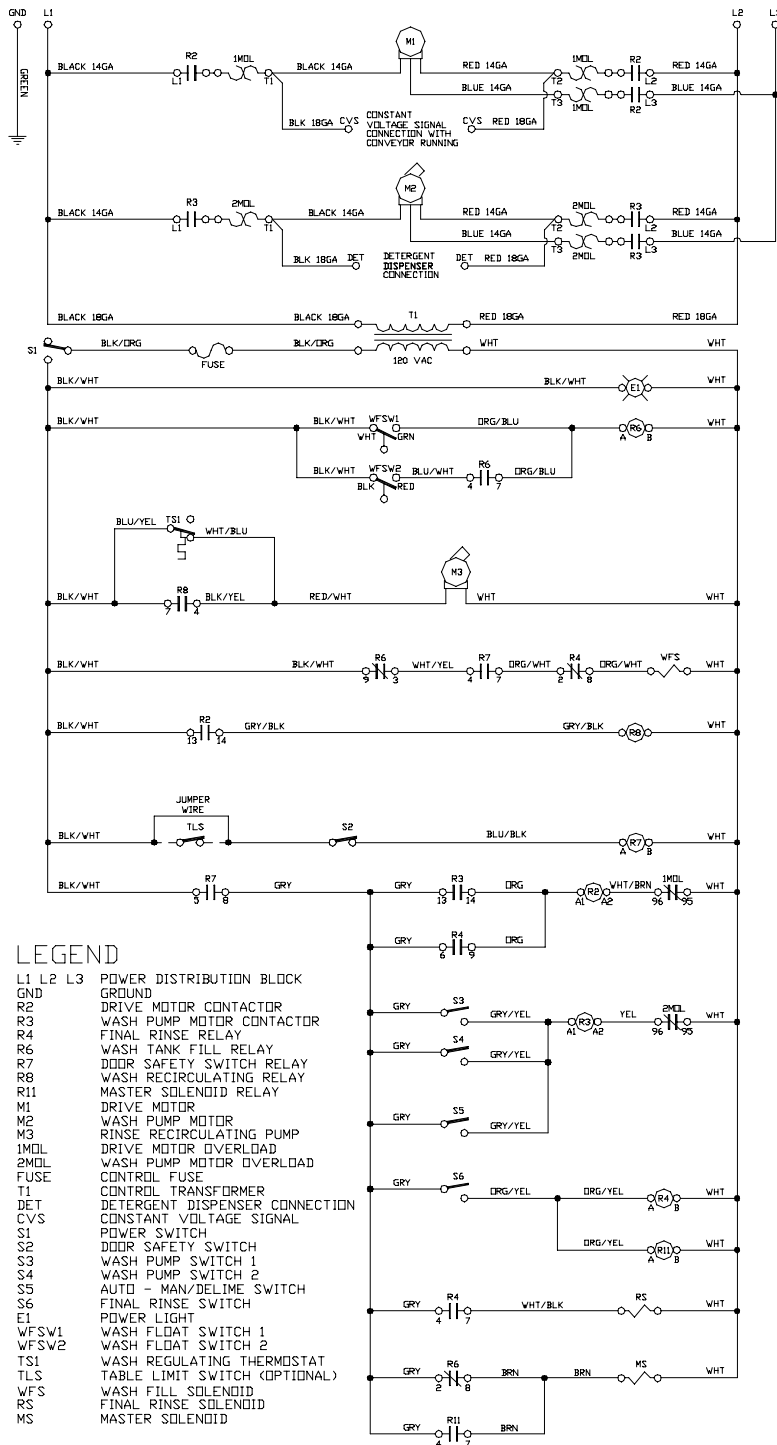 GND L1 L2 L3
GREEN
BLACK 14GA R2 1MOL BLACK 14GA M1 RED 14GA 1MOL R2 RED 14GA
L1 T1 T2 L2
BLUE 14GA BLUE 14GA
T3 1MOL R2 L3
BLK 18GA CVS CONSTANT VOLTAGE SIGNAL CONNECTION WITH CONVEYOR RUNNING CVS RED 18GA
BLACK 14GA R3 2MOL BLACK 14GA M2 RED 14GA 2MOL R3 RED 14GA
L1 T1 T2 L2
BLUE 14GA BLUE 14GA
T3 2MOL R3 L3
BLK 18GA DET DETERGENT DISPENSER CONNECTION DET RED 18GA
BLACK 18GA BLACK 18GA T1 RED 18GA RED 18GA
S1 BLK/ORG FUSE BLK/ORG 120 VAC WHT WHT
BLK/WHT BLK/WHT E1 WHT
BLK/WHT BLK/WHT WFSW1 ORG/BLU R6 WHT
WHT GRN A B
BLK/WHT WFSW2 BLU/WHT R6 ORG/BLU
BLK RED 4 7
BLU/YEL TS1 WHT/BLU
BLK/WHT R8 BLK/YEL RED/WHT M3 WHT WHT
7 4
BLK/WHT BLK/WHT R6 WHT/YEL R7 ORG/WHT R4 ORG/WHT WFS WHT
9 3 4 7 2 8
BLK/WHT R2 GRY/BLK GRY/BLK R8 WHT
13 14
JUMPER WIRE
BLK/WHT TLS S2 BLU/BLK R7 WHT
A B
BLK/WHT R7 GRY GRY R3 ORG R2 WHT/BRN 1MOL WHT
5 8 13 14 A1 A2 96 95
GRY R4 ORG
6 9
GRY S3 GRY/YEL R3 YEL 2MOL WHT
A1 A2 96 95
GRY S4 GRY/YEL
GRY S5 GRY/YEL
GRY S6 ORG/YEL ORG/YEL R4 WHT
A B
ORG/YEL R11 WHT
A B
GRY R4 WHT/BLK RS WHT
4 7
GRY R6 BRN BRN MS WHT
2 8
GRY R11 BRN
4 7
LEGEND
L1 L2 L3 POWER DISTRIBUTION BLOCK
GND GROUND
R2 DRIVE MOTOR CONTACTOR
R3 WASH PUMP MOTOR CONTACTOR
R4 FINAL RINSE RELAY
R6 WASH TANK FILL RELAY
R7 DOOR SAFETY SWITCH RELAY
R8 WASH RECIRCULATING RELAY
R11 MASTER SOLENOID RELAY
M1 DRIVE MOTOR
M2 WASH PUMP MOTOR
M3 RINSE RECIRCULATING PUMP
1MOL DRIVE MOTOR OVERLOAD
2MOL WASH PUMP MOTOR OVERLOAD
FUSE CONTROL FUSE
T1 CONTROL TRANSFORMER
DET DETERGENT DISPENSER CONNECTION
CVS CONSTANT VOLTAGE SIGNAL
S1 POWER SWITCH
S2 DOOR SAFETY SWITCH
S3 WASH PUMP SWITCH 1
S4 WASH PUMP SWITCH 2
S5 AUTO - MAN/DELIME SWITCH
S6 FINAL RINSE SWITCH
E1 POWER LIGHT
WFSW1 WASH FLOAT SWITCH 1
WFSW2 WASH FLOAT SWITCH 2
TS1 WASH REGULATING THERMOSTAT
TLS TABLE LIMIT SWITCH (OPTIONAL)
WFS WASH FILL SOLENOID
RS FINAL RINSE SOLENOID
MS MASTER SOLENOID